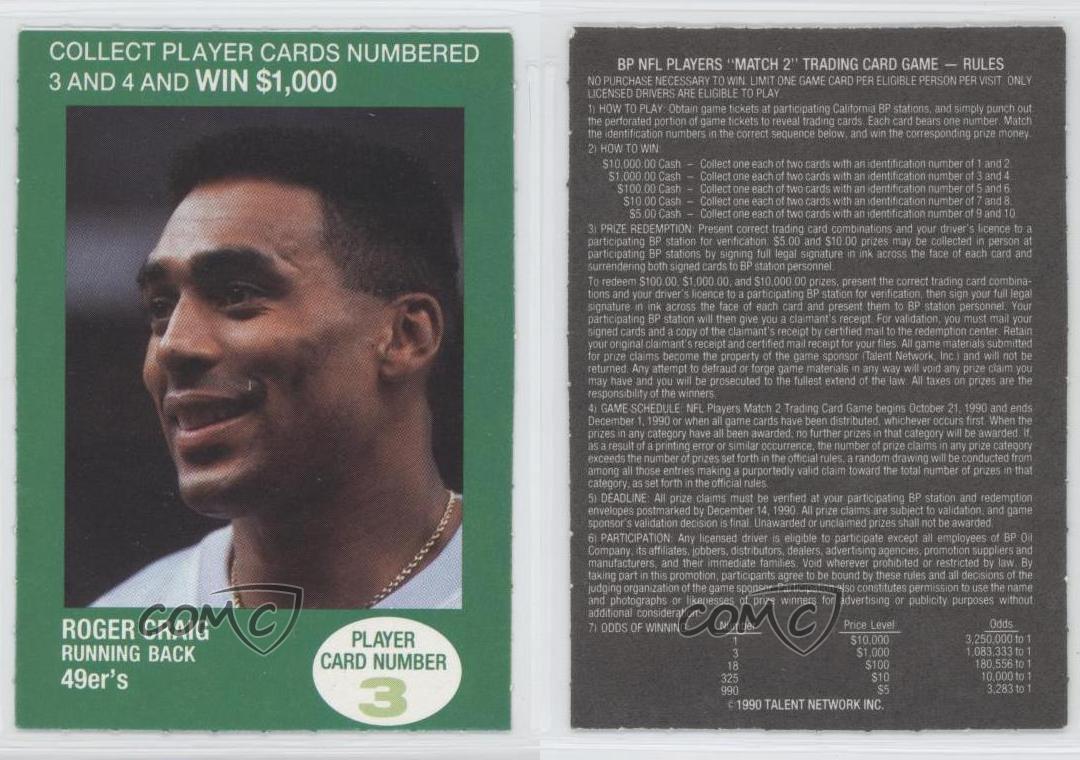 COLLECT PLAYER CARDS NUMBERED
3 AND 4 AND WIN $1,000
ROGER CRAIG
RUNNING BACK
49er's
PLAYER
CARD NUMBER
3
COMC
BP NFL PLAYERS "MATCH 2" TRADING CARD GAME — RULES
NO PURCHASE NECESSARY TO WIN. LIMIT ONE GAME CARD PER ELIGIBLE PERSON PER VISIT. ONLY
LICENSED DRIVERS ARE ELIGIBLE TO PLAY.
1) HOW TO PLAY: Obtain game tickets at participating California BP stations, and simply punch out
the perforated portion of game tickets to reveal trading cards. Each card bears one number. Match
the identification numbers in the correct sequence below, and win the corresponding prize money.
2) HOW TO WIN:
$10,000.00 Cash – Collect one each of two cards with an identification number of 1 and 2.
$1,000.00 Cash – Collect one each of two cards with an identification number of 3 and 4.
$100.00 Cash – Collect one each of two cards with an identification number of 5 and 6.
$10.00 Cash – Collect one each of two cards with an identification number of 7 and 8.
$5.00 Cash – Collect one each of two cards with an identification number of 9 and 10.
3) PRIZE REDEMPTION: Present correct trading card combinations and your driver's licence to a
participating BP station for verification. $5.00 and $10.00 prizes may be collected in person at
participating BP stations by signing full legal signature in ink across the face of each card and
surrendering both signed cards to BP station personnel.
To redeem $100.00, $1,000.00, and $10,000.00 prizes, present the correct trading card combina-
tions and your driver's licence to a participating BP station for verification, then sign your full legal
signature in ink across the face of each card and present them to BP station personnel. Your
participating BP station will then give you a claimant's receipt. For validation, you must mail your
signed cards and a copy of the claimant's receipt by certified mail to the redemption center. Retain
your original claimant's receipt and certified mail receipt for your files. All game materials submitted
for prize claims become the property of the game sponsor (Talent Network, Inc.) and will not be
returned. Any attempt to defraud or forge game materials in any way will void any prize claim you
may have and you will be prosecuted to the fullest extend of the law. All taxes on prizes are the
responsibility of the winners.
4) GAME SCHEDULE: NFL Players Match 2 Trading Card Game begins October 21, 1990 and ends
December 1, 1990 or when all game cards have been distributed, whichever occurs first. When the
prizes in any category have all been awarded, no further prizes in that category will be awarded. If,
as a result of a printing error or similar occurrence, the number of prize claims in any prize category
exceeds the number of prizes set forth in the official rules, a random drawing will be conducted from
among all those entries making a purportedly valid claim toward the total number of prizes in that
category, as set forth in the official rules.
5) DEADLINE: All prize claims must be verified at your participating BP station and redemption
envelopes postmarked by December 14, 1990. All prize claims are subject to validation, and game
sponsor's validation decision is final. Unawarded or unclaimed prizes shall not be awarded.
6) PARTICIPATION: Any licensed driver is eligible to participate except all employees of BP Oil
Company, its affiliates, jobbers, distributors, dealers, advertising agencies, promotion suppliers and
manufacturers, and their immediate families. Void wherever prohibited or restricted by law. By
taking part in this promotion, participants agree to be bound by these rules and all decisions of the
judging organization of the game sponsor. Participation also constitutes permission to use the name
and photographs or likenesses of prize winners for advertising or publicity purposes without
additional consideration.
7) ODDS OF WINNING: Number Price Level Odds
1 $10,000 3,250,000 to 1
3 $1,000 1,083,333 to 1
18 $100 180,556 to 1
325 $10 10,000 to 1
990 $5 3,283 to 1
© 1990 TALENT NETWORK INC.
COMC